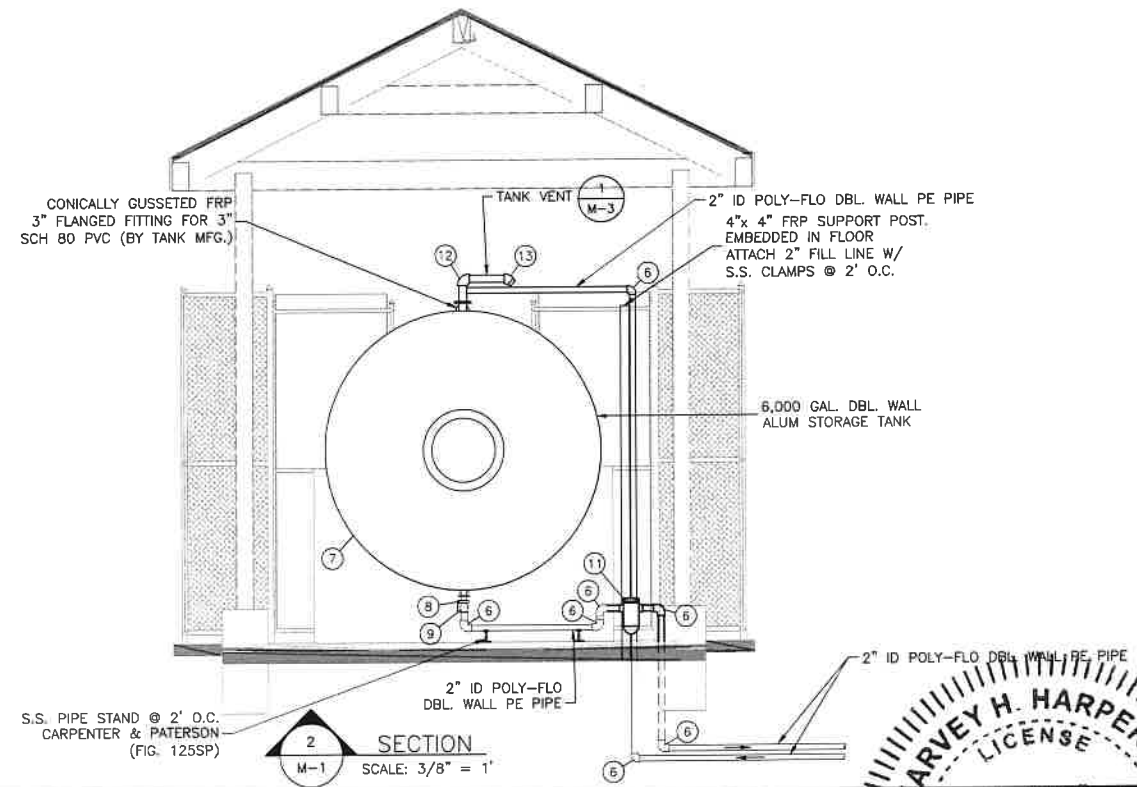 CONICALLY GUSSETED FRP
3" FLANGED FITTING FOR 3"
SCH 80 PVC (BY TANK MFG.)
TANK VENT
1
M-3
2" ID POLY-FLO DBL. WALL PE PIPE
4"x 4" FRP SUPPORT POST.
EMBEDDED IN FLOOR
ATTACH 2" FILL LINE W/
S.S. CLAMPS @ 2' O.C.
12
13
6
6,000 GAL. DBL. WALL
ALUM STORAGE TANK
7
11
8
9
6
6
6
6
2" ID POLY-FLO
DBL. WALL PE PIPE
2" ID POLY-FLO DBL. WALL PE PIPE
S.S. PIPE STAND @ 2' O.C.
CARPENTER & PATERSON
(FIG. 125SP)
2
M-1
SECTION
SCALE: 3/8" = 1'
6
6
ARVEY H. HARPE
LICENSE